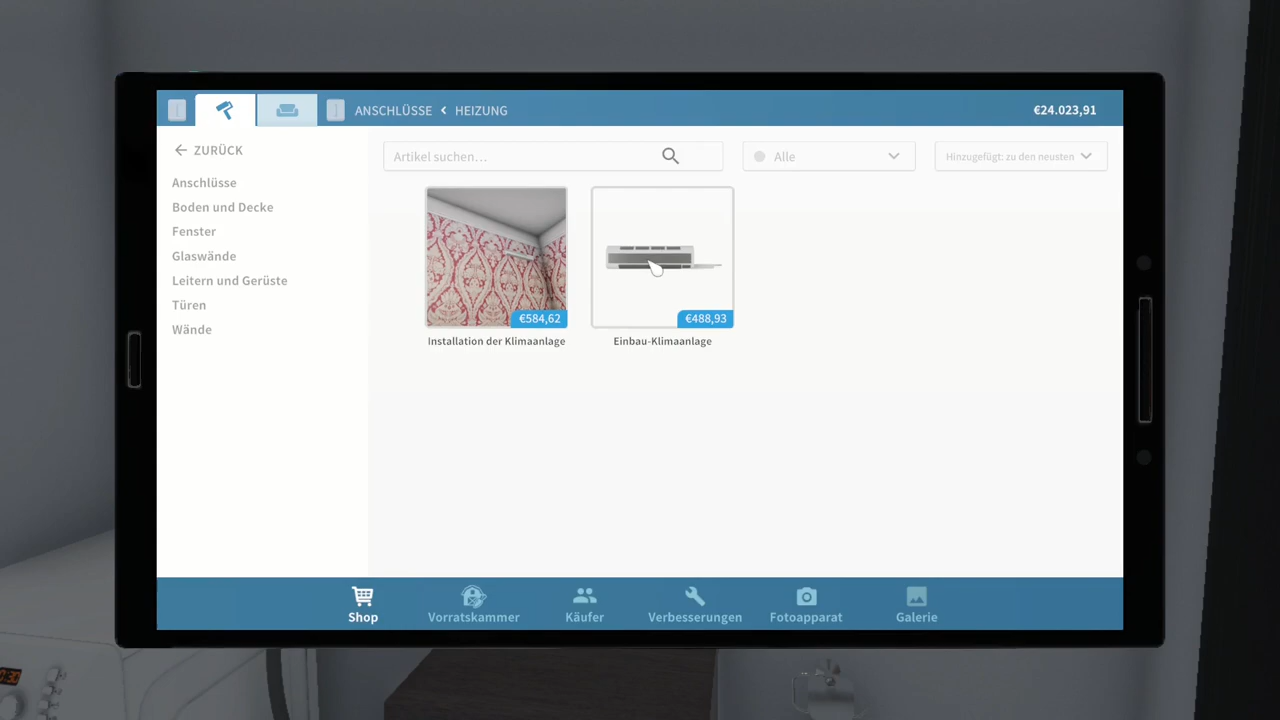 ANSCHLÜSSE < HEIZUNG
€24.023,91
← ZURÜCK
Anschlüsse
Boden und Decke
Fenster
Glaswände
Leitern und Gerüste
Türen
Wände
Artikel suchen...
Alle
Hinzugefügt: zu den neusten
€584,62
€488,93
Installation der Klimaanlage
Einbau-Klimaanlage
Shop
Vorratskammer
Käufer
Verbesserungen
Fotoapparat
Galerie